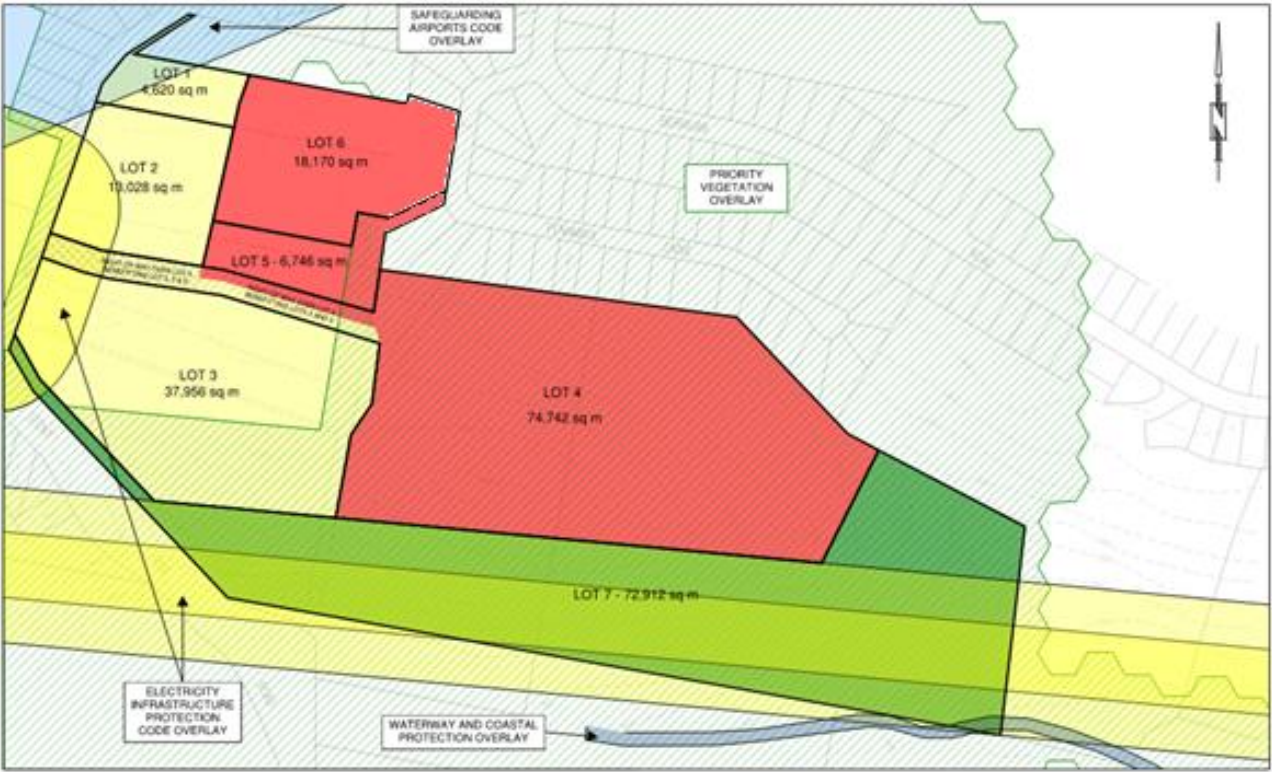 SAFEGUARDING
AIRPORTS CODE
OVERLAY
LOT 1
4,620 sq m
LOT 6
18,170 sq m
LOT 2
13,028 sq m
PRIORITY
VEGETATION
OVERLAY
LOT 5 - 6,746 sq m
LOT 3
37,956 sq m
LOT 4
74,742 sq m
LOT 7 - 72,912 sq m
ELECTRICITY
INFRASTRUCTURE
PROTECTION
CODE OVERLAY
WATERWAY AND COASTAL
PROTECTION OVERLAY